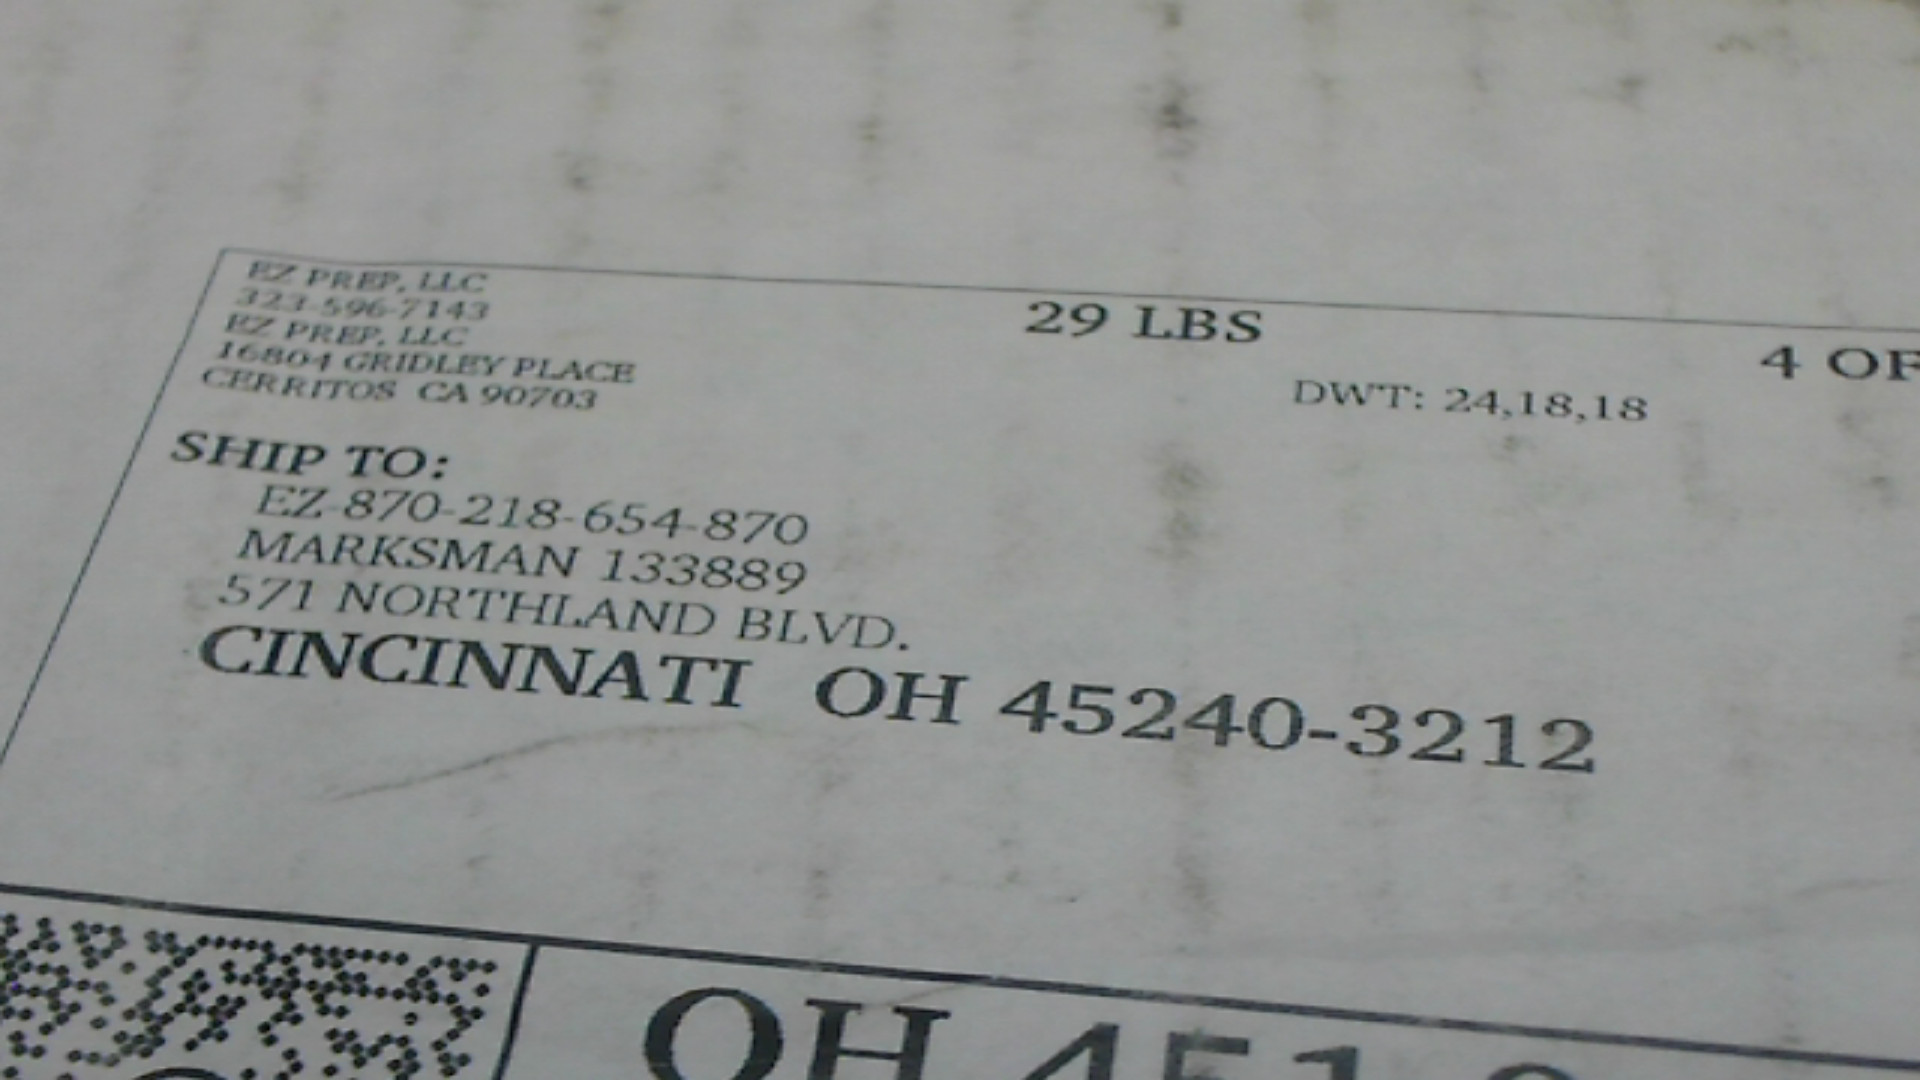 EZ PREP, LLC
323-596-7143
EZ PREP, LLC
16804 GRIDLEY PLACE
CERRITOS CA 90703
29 LBS
4 OF
DWT: 24,18,18
SHIP TO:
EZ-870-218-654-870
MARKSMAN 133889
571 NORTHLAND BLVD.
CINCINNATI OH 45240-3212
OH 451